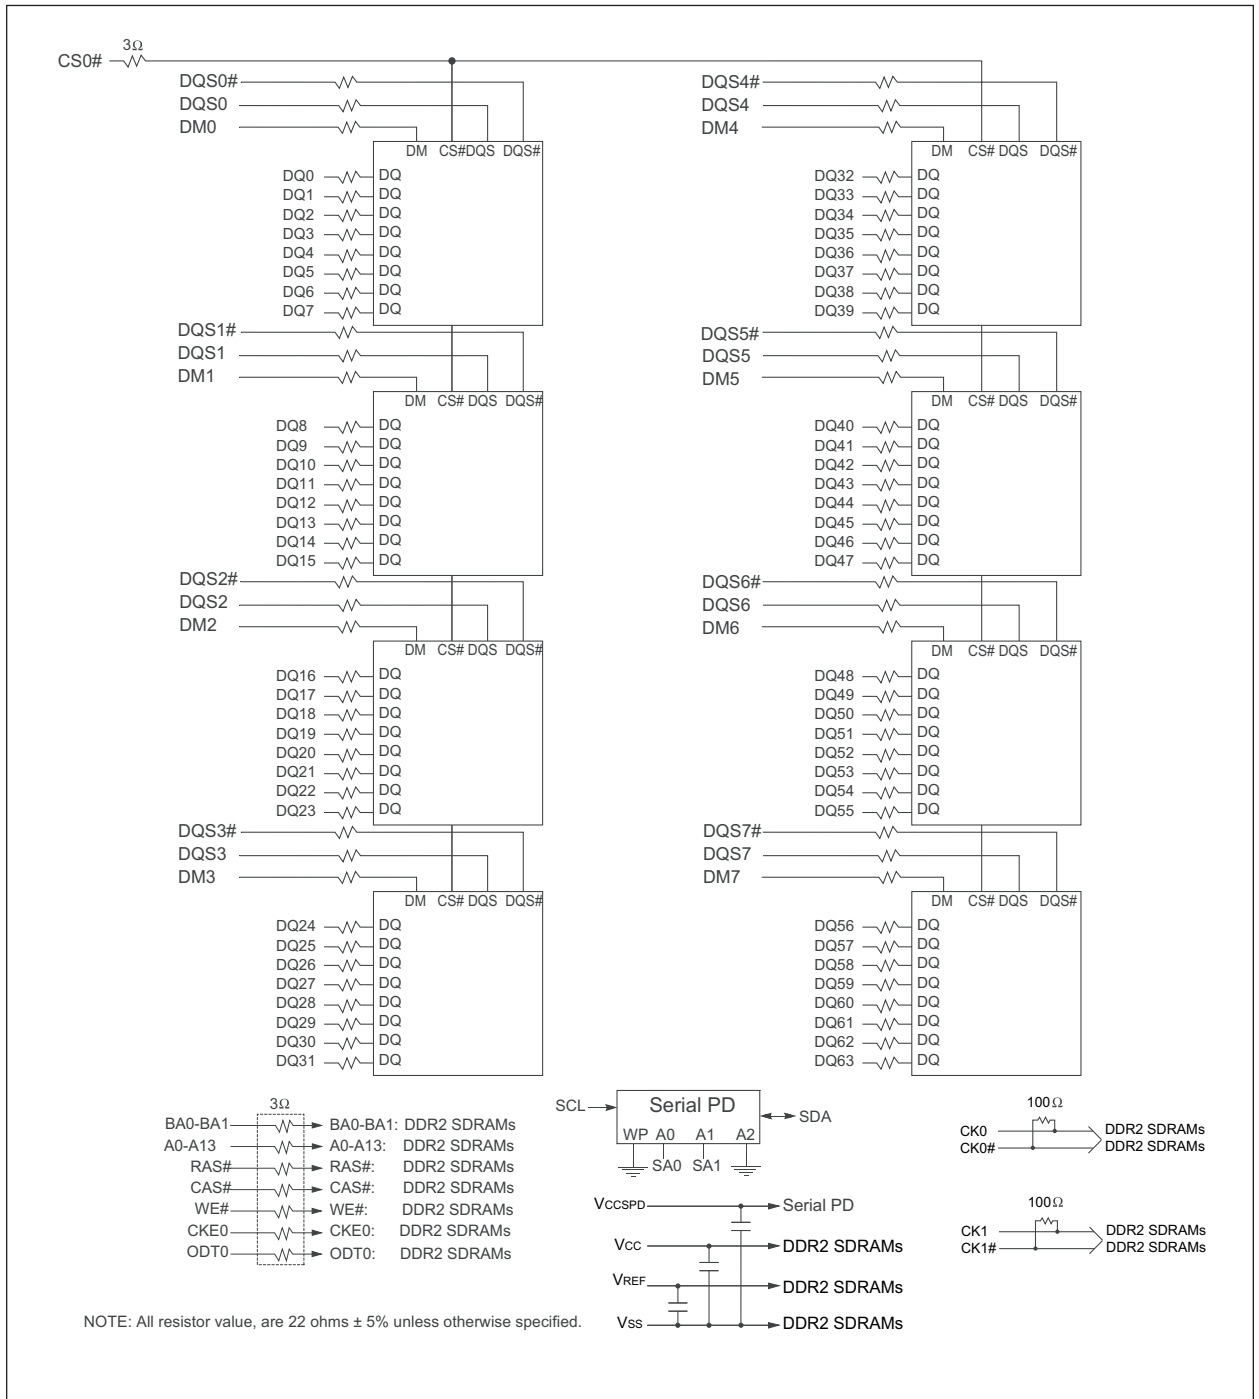 3Ω
CS0#
DQS0#
DQS0
DM0
DM CS# DQS DQS#
DQ0 DQ
DQ1 DQ
DQ2 DQ
DQ3 DQ
DQ4 DQ
DQ5 DQ
DQ6 DQ
DQ7 DQ
DQS1#
DQS1
DM1
DM CS# DQS DQS#
DQ8 DQ
DQ9 DQ
DQ10 DQ
DQ11 DQ
DQ12 DQ
DQ13 DQ
DQ14 DQ
DQ15 DQ
DQS2#
DQS2
DM2
DM CS# DQS DQS#
DQ16 DQ
DQ17 DQ
DQ18 DQ
DQ19 DQ
DQ20 DQ
DQ21 DQ
DQ22 DQ
DQ23 DQ
DQS3#
DQS3
DM3
DM CS# DQS DQS#
DQ24 DQ
DQ25 DQ
DQ26 DQ
DQ27 DQ
DQ28 DQ
DQ29 DQ
DQ30 DQ
DQ31 DQ
DQS4#
DQS4
DM4
DM CS# DQS DQS#
DQ32 DQ
DQ33 DQ
DQ34 DQ
DQ35 DQ
DQ36 DQ
DQ37 DQ
DQ38 DQ
DQ39 DQ
DQS5#
DQS5
DM5
DM CS# DQS DQS#
DQ40 DQ
DQ41 DQ
DQ42 DQ
DQ43 DQ
DQ44 DQ
DQ45 DQ
DQ46 DQ
DQ47 DQ
DQS6#
DQS6
DM6
DM CS# DQS DQS#
DQ48 DQ
DQ49 DQ
DQ50 DQ
DQ51 DQ
DQ52 DQ
DQ53 DQ
DQ54 DQ
DQ55 DQ
DQS7#
DQS7
DM7
DM CS# DQS DQS#
DQ56 DQ
DQ57 DQ
DQ58 DQ
DQ59 DQ
DQ60 DQ
DQ61 DQ
DQ62 DQ
DQ63 DQ
3Ω
BA0-BA1 BA0-BA1: DDR2 SDRAMs
A0-A13 A0-A13: DDR2 SDRAMs
RAS# RAS#: DDR2 SDRAMs
CAS# CAS#: DDR2 SDRAMs
WE# WE#: DDR2 SDRAMs
CKE0 CKE0: DDR2 SDRAMs
ODT0 ODT0: DDR2 SDRAMs
SCL Serial PD SDA
WP A0 A1 A2
SA0 SA1
VCCSPD Serial PD
VCC DDR2 SDRAMs
VREF DDR2 SDRAMs
VSS DDR2 SDRAMs
100Ω
CK0 DDR2 SDRAMs
CK0# DDR2 SDRAMs
100Ω
CK1 DDR2 SDRAMs
CK1# DDR2 SDRAMs
NOTE: All resistor value, are 22 ohms ± 5% unless otherwise specified.